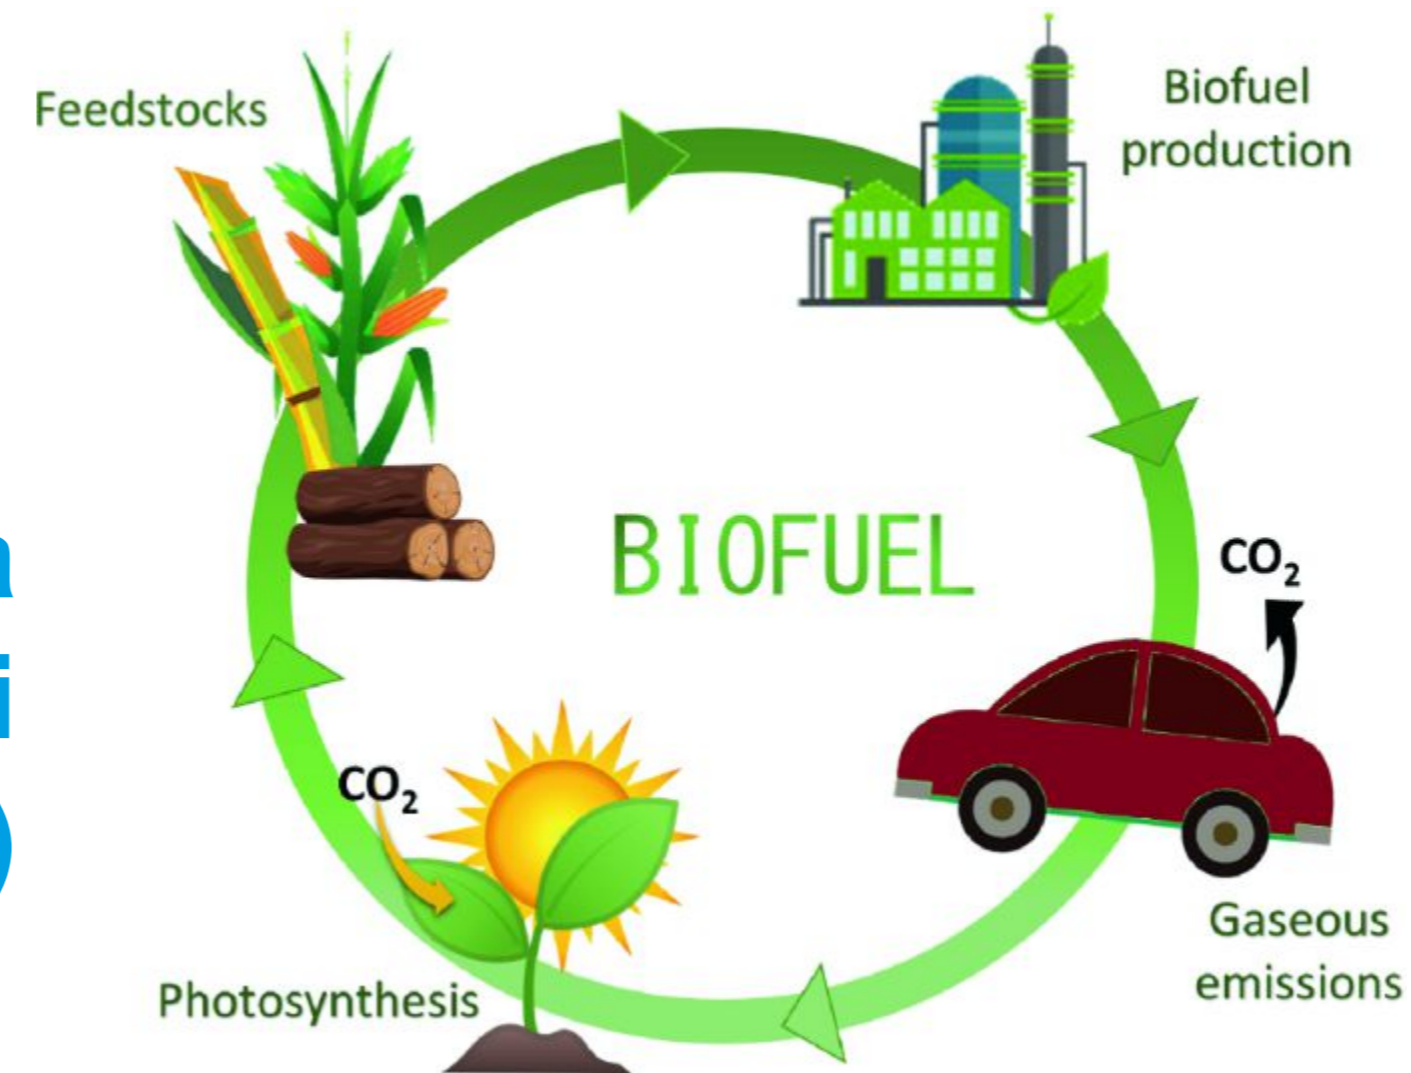 Feedstocks
Biofuel
production
BIOFUEL
CO₂
CO₂
Gaseous
emissions
Photosynthesis